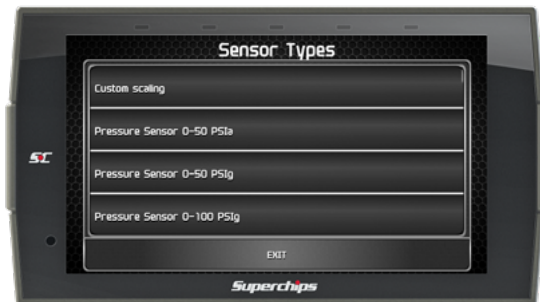 Sensor Types
Custom scaling
Pressure Sensor 0-50 PSIa
Pressure Sensor 0-50 PSIg
Pressure Sensor 0-100 PSIg
SC
EXIT
Superchips